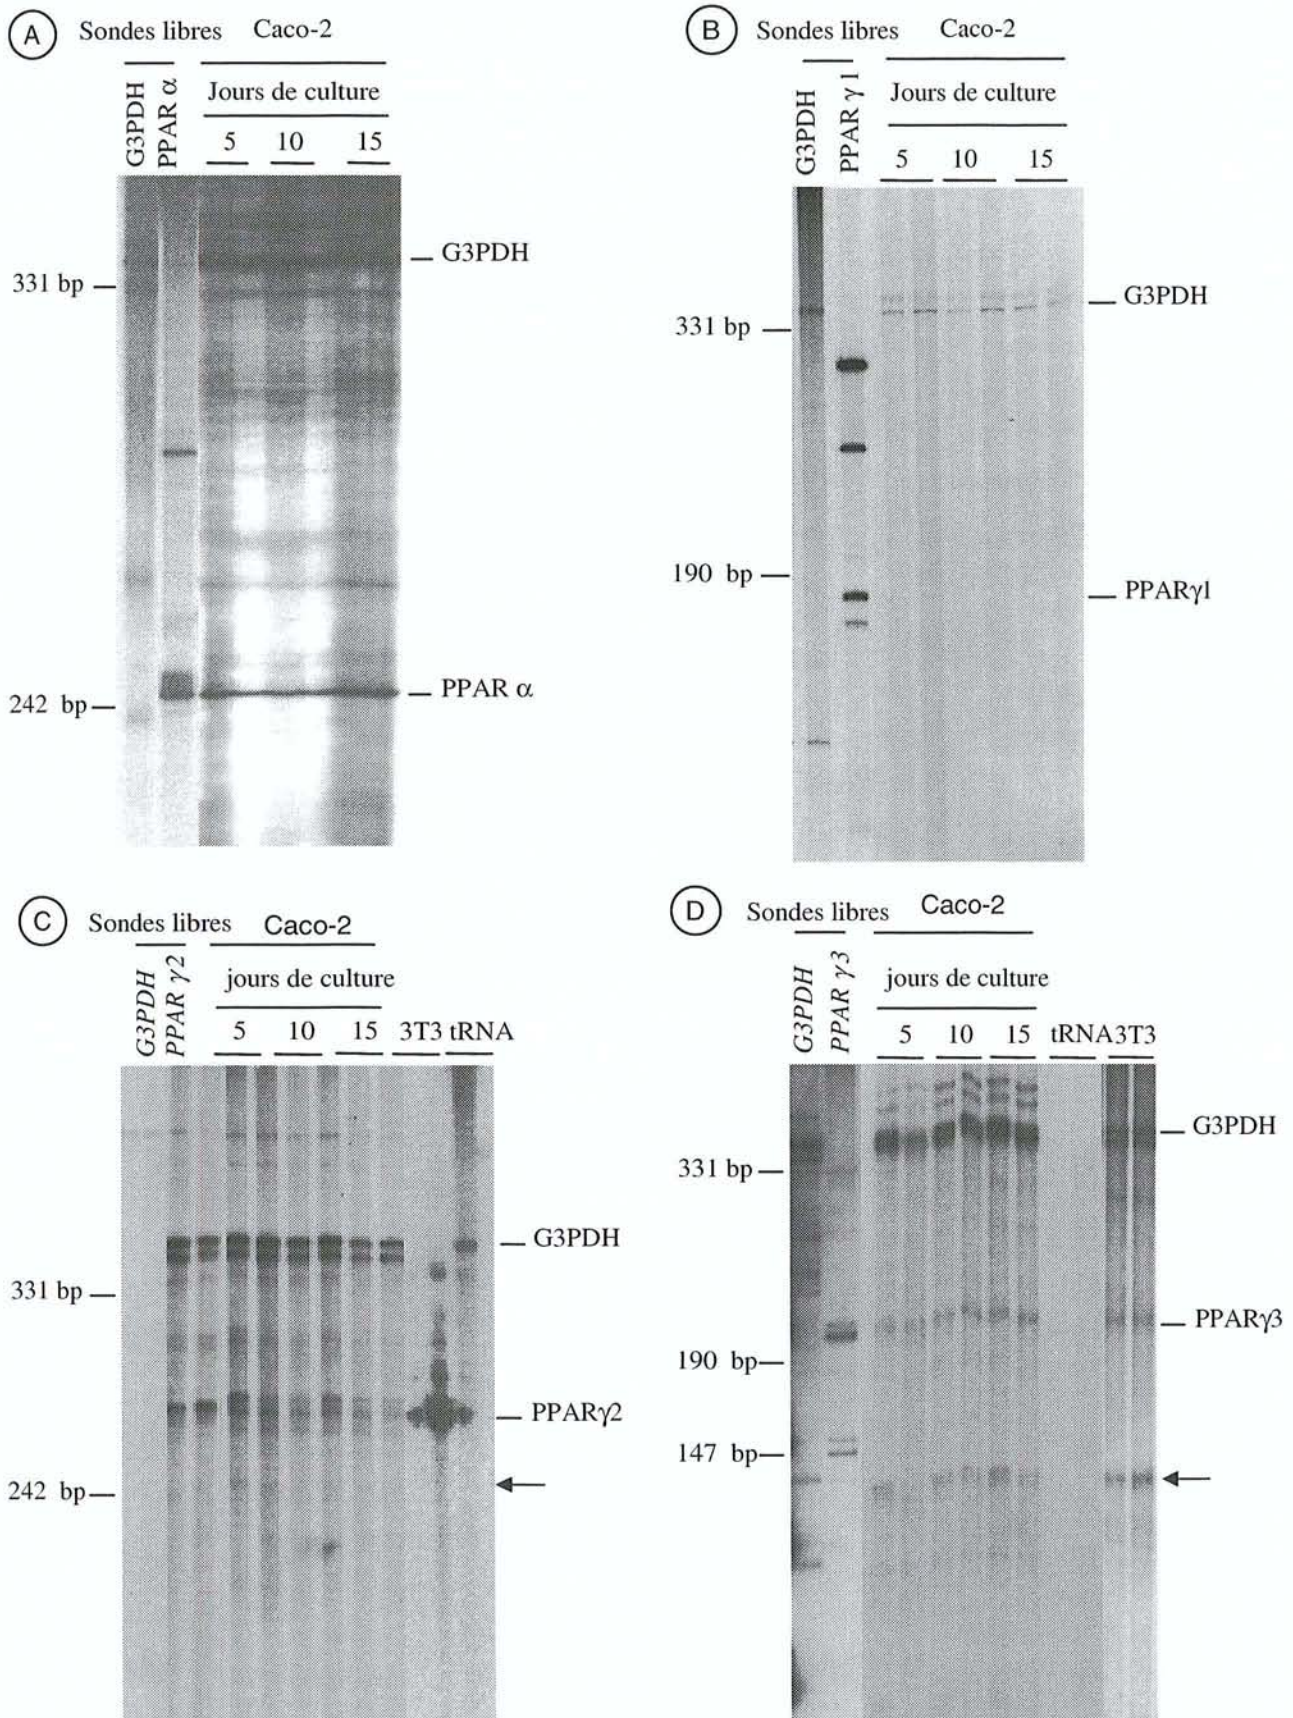 A
Sondes libres Caco-2
G3PDH
PPAR α
Jours de culture
5 10 15
G3PDH
331 bp
PPAR α
242 bp
B
Sondes libres Caco-2
G3PDH
PPAR γ 1
Jours de culture
5 10 15
G3PDH
331 bp
190 bp
PPARγ1
C
Sondes libres Caco-2
G3PDH
PPAR γ2
jours de culture
5 10 15 3T3 tRNA
G3PDH
331 bp
PPARγ2
242 bp
D
Sondes libres Caco-2
G3PDH
PPAR γ3
jours de culture
5 10 15 tRNA3T3
G3PDH
331 bp
PPARγ3
190 bp
147 bp